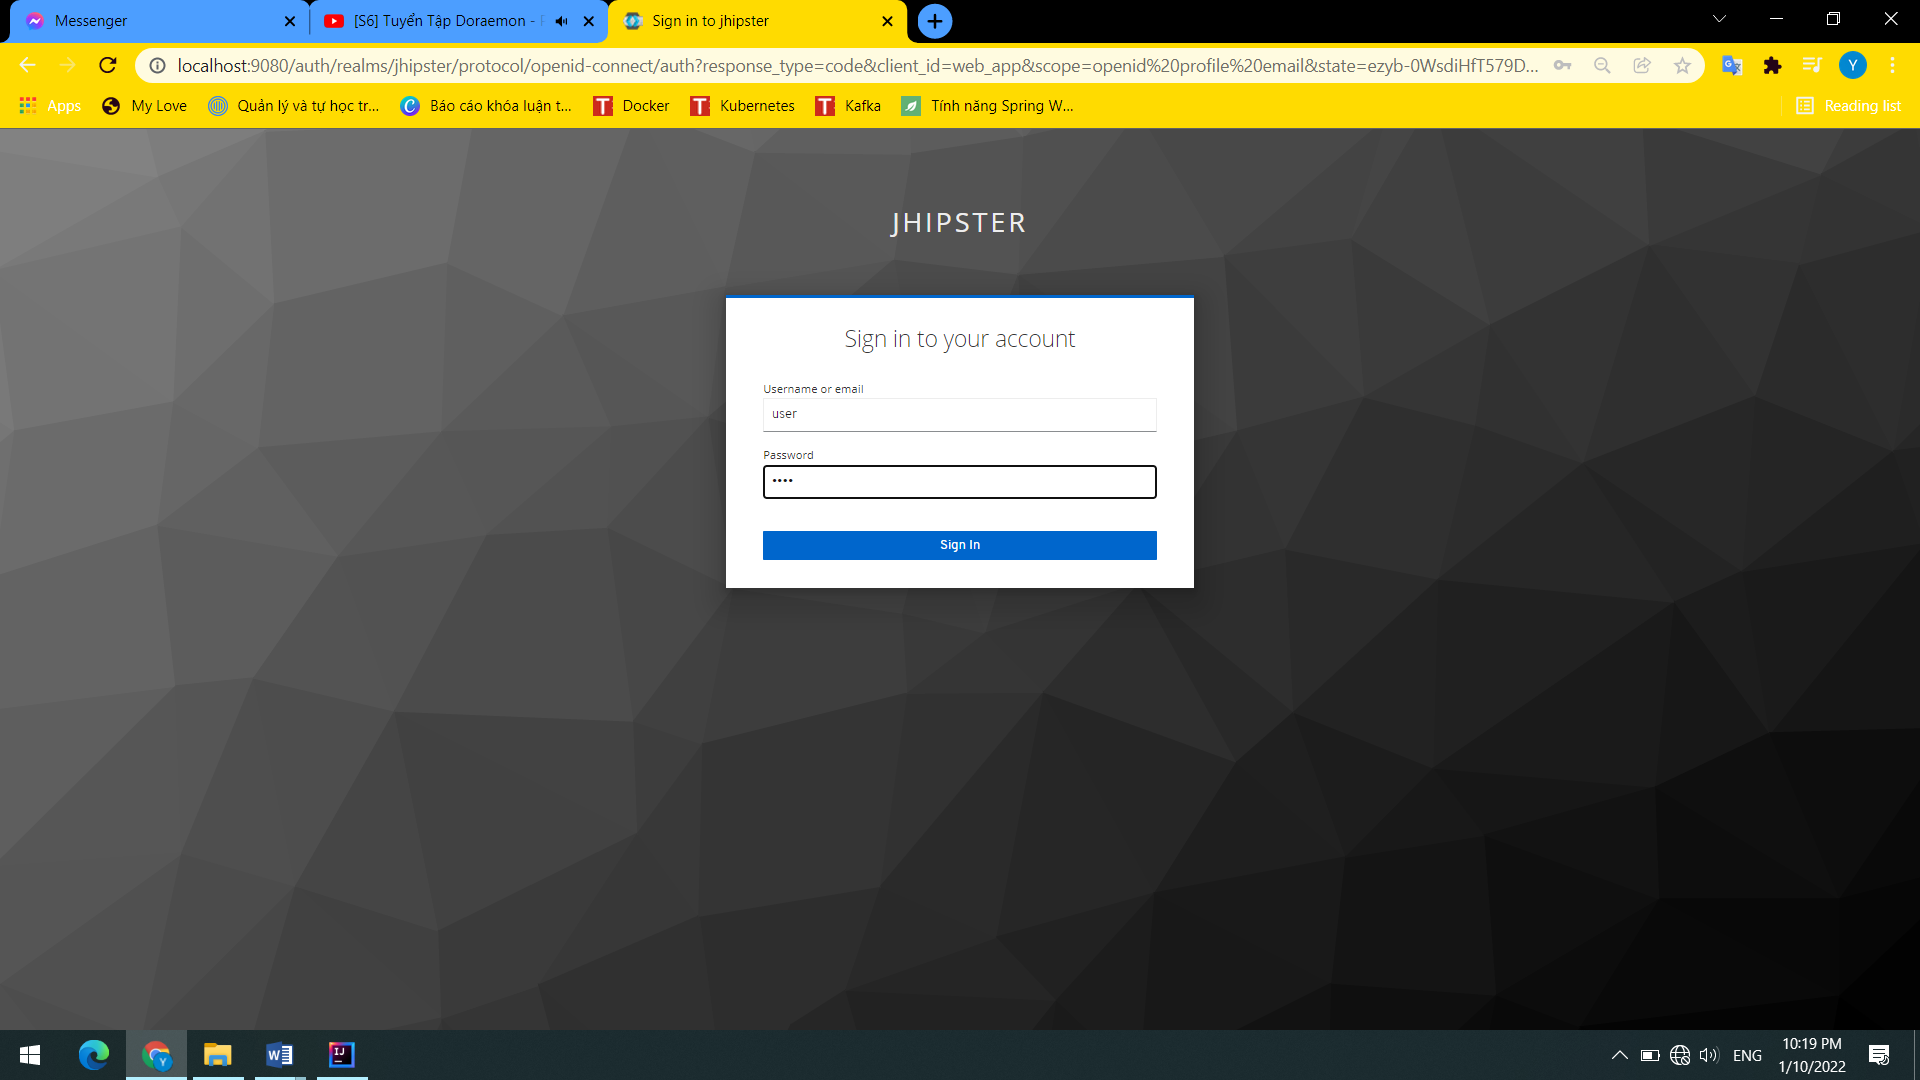 Messenger
[S6] Tuyển Tập Doraemon -
Sign in to jhipster
localhost:9080/auth/realms/jhipster/protocol/openid-connect/auth?response_type=code&client_id=web_app&scope=openid%20profile%20email&state=ezyb-0WsdiHfT579D...
Y
Apps
My Love
Quản lý và tự học tr...
Báo cáo khóa luận t...
Docker
Kubernetes
Kafka
Tính năng Spring W...
Reading list
JHIPSTER
Sign in to your account
Username or email
user
Password
••••
Sign In
ENG
10:19 PM
1/10/2022